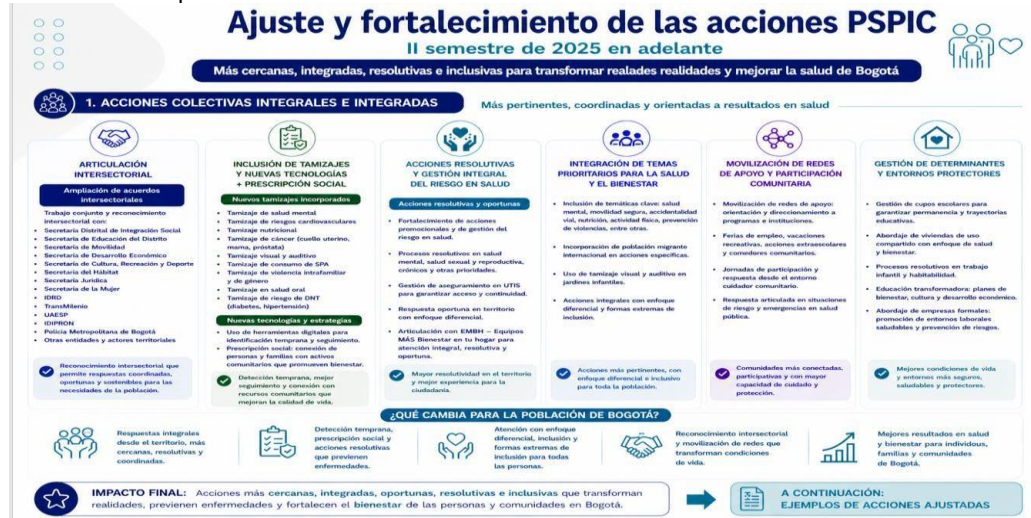 Ajuste y fortalecimiento de las acciones PSPIC
II semestre de 2025 en adelante
Más cercanas, integradas, resolutivas e inclusivas para transformar realades realidades y mejorar la salud de Bogotá
1. ACCIONES COLECTIVAS INTEGRALES E INTEGRADAS
Más pertinentes, coordinadas y orientadas a resultados en salud
ARTICULACIÓN
INTERSECTORIAL
Ampliación de acuerdos
intersectoriales
Trabajo conjunto y reconocimiento
intersectorial con:
• Secretaría Distrital de Integración Social
• Secretaría de Educación del Distrito
• Secretaría de Movilidad
• Secretaría de Desarrollo Económico
• Secretaría de Cultura, Recreación y Deporte
• Secretaría del Hábitat
• Secretaría Jurídica
• Secretaría de la Mujer
• IDRD
• TransMilenio
• UAESP
• IDIPRON
• Policía Metropolitana de Bogotá
• Otras entidades y actores territoriales
Reconocimiento intersectorial que
permite respuestas coordinadas,
oportunas y sostenibles para las
necesidades de la población.
INCLUSIÓN DE TAMIZAJES
Y NUEVAS TECNOLOGÍAS
+ PRESCRIPCIÓN SOCIAL
Nuevos tamizajes incorporados
• Tamizaje de salud mental
• Tamizaje de riesgos cardiovasculares
• Tamizaje nutricional
• Tamizaje de cáncer (cuello uterino,
mama, próstata)
• Tamizaje visual y auditivo
• Tamizaje de consumo de SPA
• Tamizaje de violencia intrafamiliar
y de género
• Tamizaje en salud oral
• Tamizaje de riesgo de DNT
(diabetes, hipertensión)
Nuevas tecnologías y estrategias
• Uso de herramientas digitales para
identificación temprana y seguimiento.
• Prescripción social: conexión de
personas y familias con activos
comunitarios que promueven bienestar.
Detección temprana, mejor
seguimiento y conexión con
recursos comunitarios que
mejoran la calidad de vida.
ACCIONES RESOLUTIVAS
Y GESTIÓN INTEGRAL
DEL RIESGO EN SALUD
Acciones resolutivas y oportunas
• Fortalecimiento de acciones
promocionales y de gestión del
riesgo en salud.
• Procesos resolutivos en salud
mental, salud sexual y reproductiva,
crónicos y otras prioridades.
• Gestión de aseguramiento en UTIS
para garantizar acceso y continuidad.
• Respuesta oportuna en territorio
con enfoque diferencial.
• Articulación con EMBH – Equipos
MÁS Bienestar en tu hogar para
atención integral, resolutiva y
oportuna.
Mayor resolutividad en el territorio
y mejor experiencia para la
ciudadanía.
INTEGRACIÓN DE TEMAS
PRIORITARIOS PARA LA SALUD
Y EL BIENESTAR
• Inclusión de temáticas clave: salud
mental, movilidad segura, accidentalidad
vial, nutrición, actividad física, prevención
de violencias, entre otras.
• Incorporación de población migrante
internacional en acciones específicas.
• Uso de tamizaje visual y auditivo en
jardines infantiles.
• Acciones integrales con enfoque
diferencial y formas extremas de
inclusión.
Acciones más pertinentes, con
enfoque diferencial e inclusivo
para toda la población.
MOVILIZACIÓN DE REDES
DE APOYO Y PARTICIPACIÓN
COMUNITARIA
• Movilización de redes de apoyo:
orientación y direccionamiento a
programas e instituciones.
• Ferias de empleo, vacaciones
recreativas, acciones extraescolares
y comedores comunitarios.
• Jornadas de participación y
respuesta desde el entorno
cuidador comunitario.
• Respuesta articulada en situaciones
de riesgo y emergencias en salud
pública.
Comunidades más conectadas,
participativas y con mayor
capacidad de cuidado y
protección.
GESTIÓN DE DETERMINANTES
Y ENTORNOS PROTECTORES
• Gestión de cupos escolares para
garantizar permanencia y trayectorias
educativas.
• Abordaje de viviendas de uso
compartido con enfoque de salud
y bienestar.
• Procesos resolutivos en trabajo
infantil y habitabilidad.
• Educación transformadora: planes de
bienestar, cultura y desarrollo económico.
• Abordaje de empresas formales:
promoción de entornos laborales
saludables y prevención de riesgos.
Mejores condiciones de vida
y entornos más seguros,
saludables y protectores.
¿QUÉ CAMBIA PARA LA POBLACIÓN DE BOGOTÁ?
Respuestas integrales
desde el territorio, más
cercanas, resolutivas y
coordinadas.
Detección temprana,
prescripción social y
acciones resolutivas
que previenen
enfermedades.
Atención con enfoque
diferencial, inclusión y
formas extremas de
inclusión para todas
las personas.
Reconocimiento intersectorial
y movilización de redes que
transforman condiciones
de vida.
Mejores resultados en salud
y bienestar para individous,
familias y comunidades
de Bogotá.
IMPACTO FINAL: Acciones más cercanas, integradas, oportunas, resolutivas e inclusivas que transforman
realidades, previenen enfermedades y fortalecen el bienestar de las personas y comunidades en Bogotá.
A CONTINUACIÓN:
EJEMPLOS DE ACCIONES AJUSTADAS